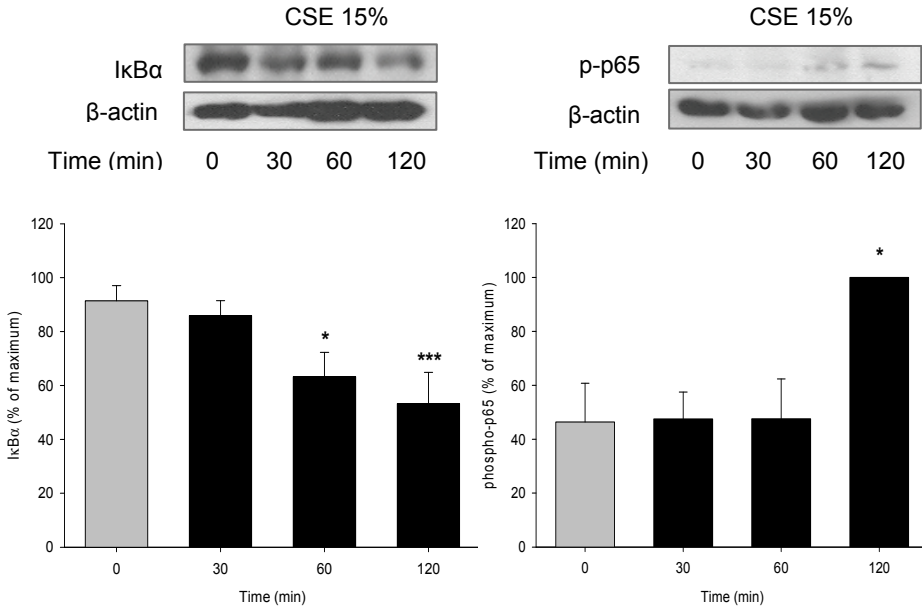 CSE 15%
IκBα
β-actin
Time (min) 0 30 60 120
CSE 15%
p-p65
β-actin
Time (min) 0 30 60 120
120
100
80
60
40
20
0
IκBα (% of maximum)
*
***
0 30 60 120
Time (min)
120
100
80
60
40
20
0
phospho-p65 (% of maximum)
*
0 30 60 120
Time (min)